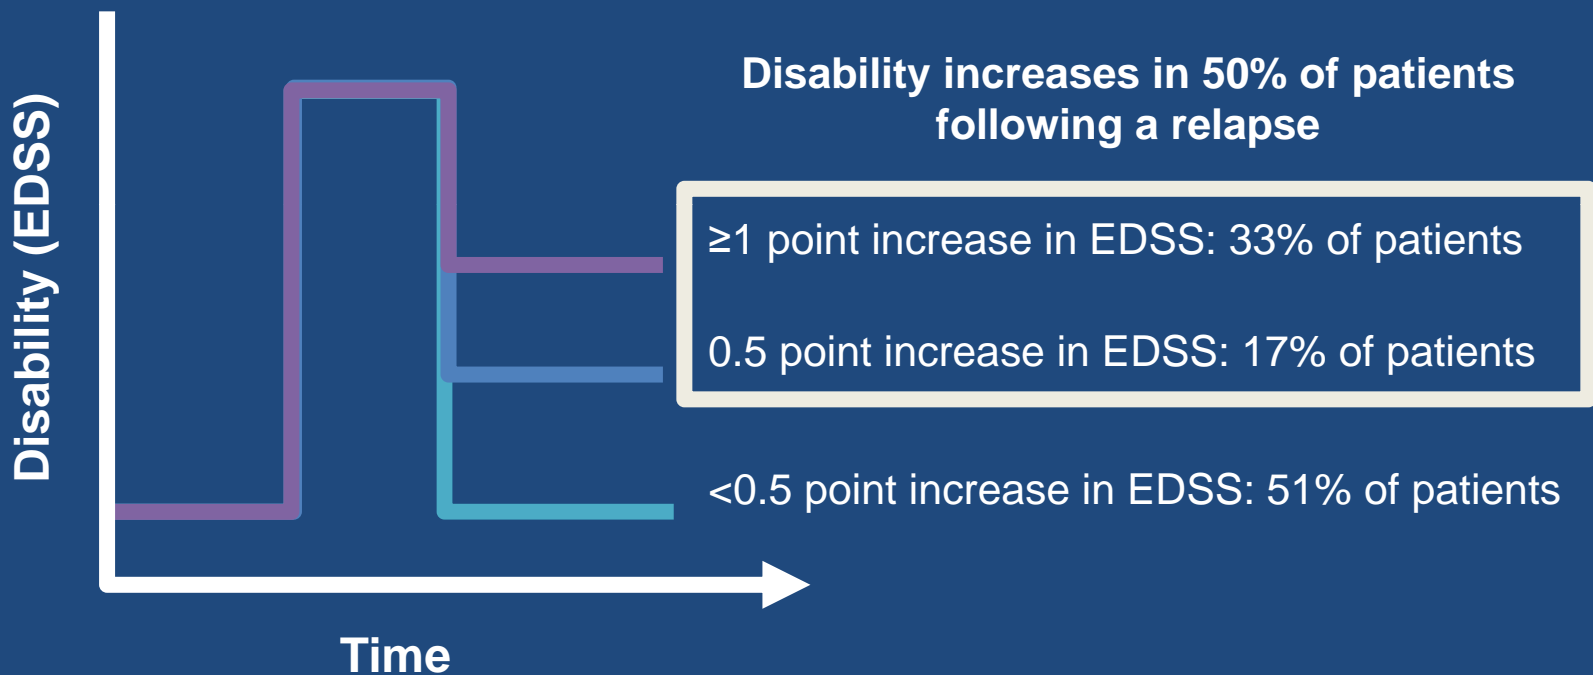 Disability (EDSS)
Disability increases in 50% of patients
following a relapse
≥1 point increase in EDSS: 33% of patients
0.5 point increase in EDSS: 17% of patients
<0.5 point increase in EDSS: 51% of patients
Time